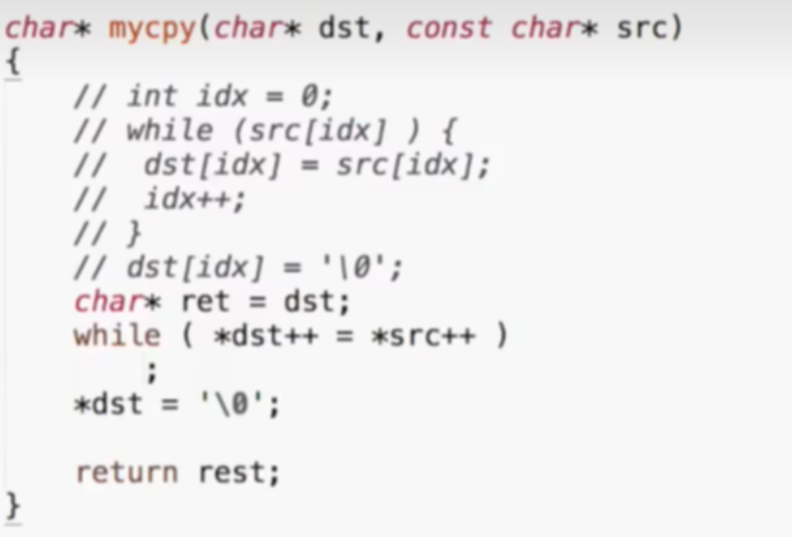 char* mycpy(char* dst, const char* src)
{
// int idx = 0;
// while (src[idx] ) {
//  dst[idx] = src[idx];
//  idx++;
// }
// dst[idx] = '\0';
char* ret = dst;
while ( *dst++ = *src++ )
;
*dst = '\0';
return rest;
}